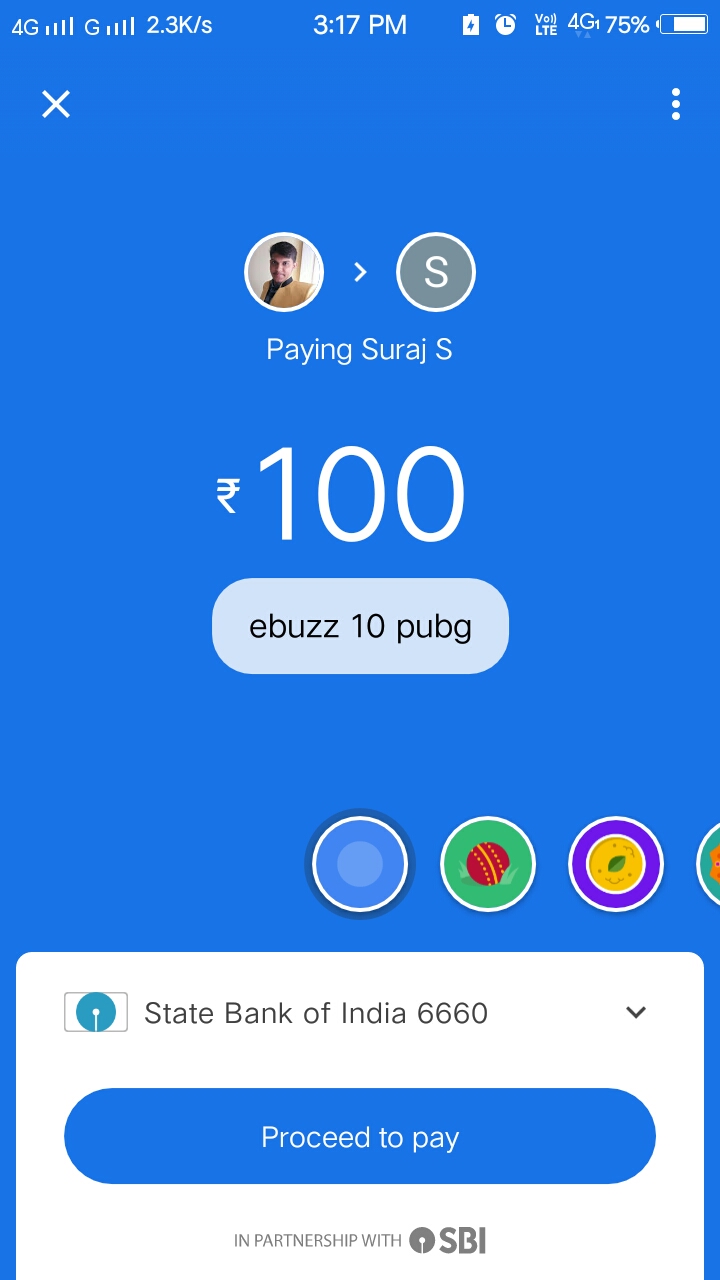 4G G 2.3K/s 3:17 PM Vo)) LTE 4G1 75%
S
Paying Suraj S
₹100
ebuzz 10 pubg
State Bank of India 6660
Proceed to pay
IN PARTNERSHIP WITH SBI